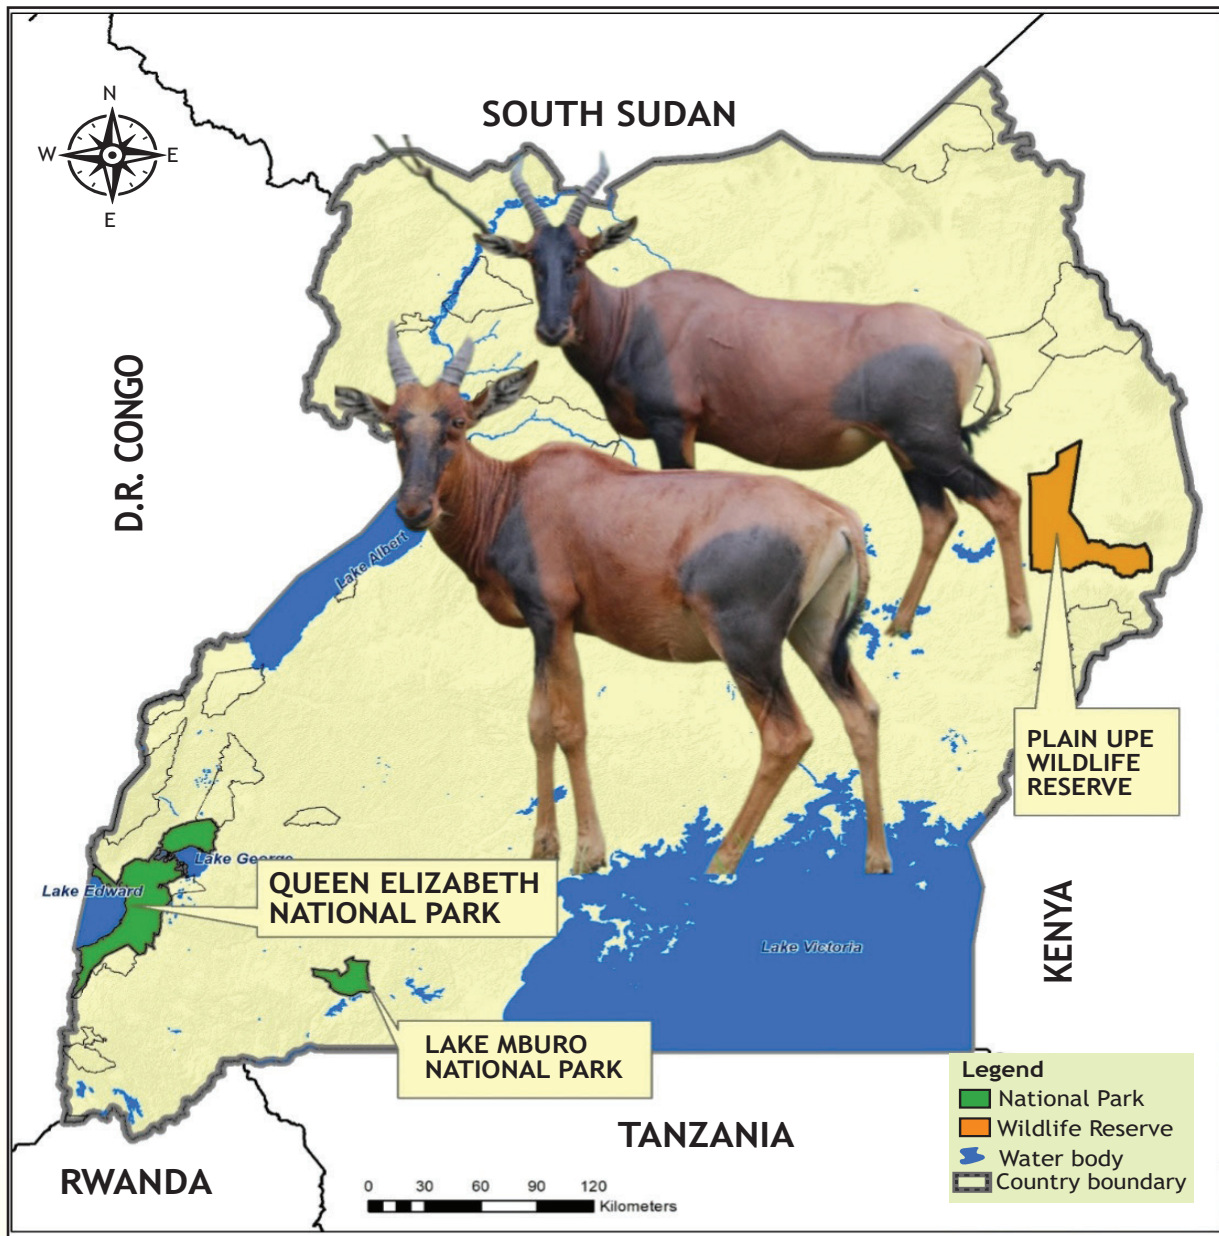 SOUTH SUDAN
N
W
E
E
D.R. CONGO
Lake Albert
PLAIN UPE
WILDLIFE
RESERVE
Lake George
Lake Edward
QUEEN ELIZABETH
NATIONAL PARK
Lake Victoria
KENYA
LAKE MBURO
NATIONAL PARK
Legend
National Park
Wildlife Reserve
Water body
Country boundary
TANZANIA
RWANDA
0 30 60 90 120
Kilometers